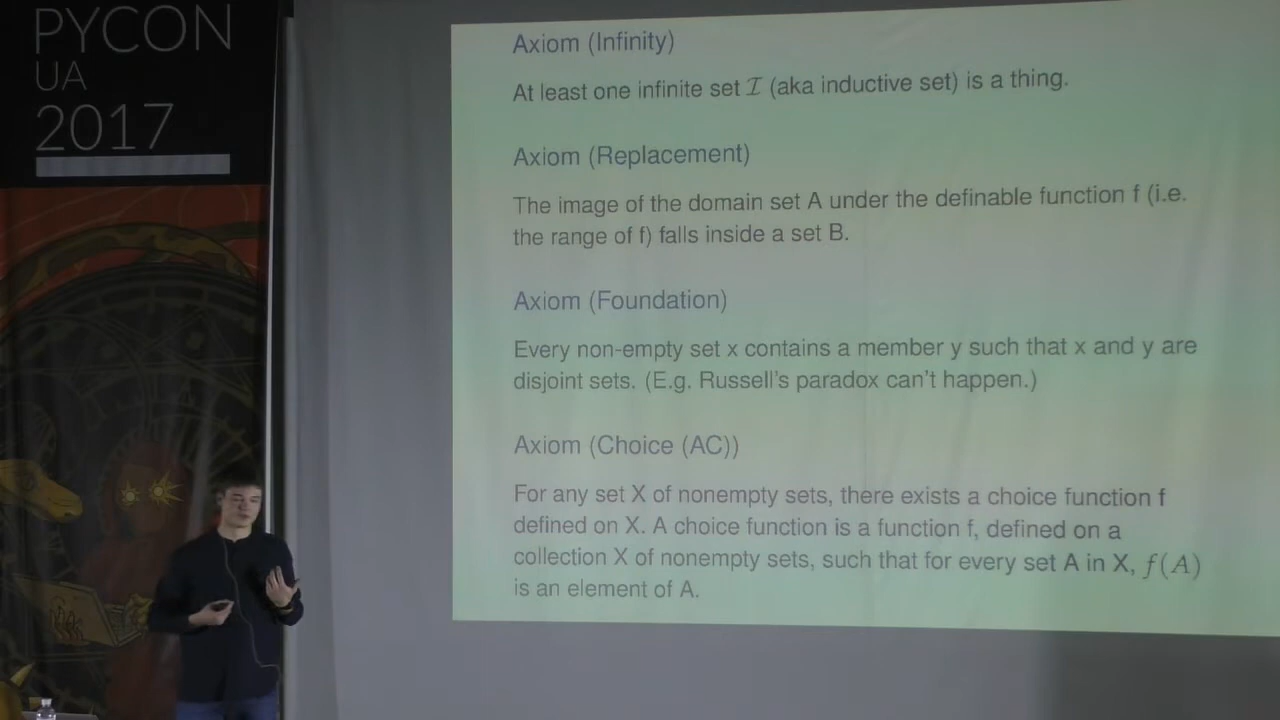 PYCON
UA
2017
Axiom (Infinity)
At least one infinite set I (aka inductive set) is a thing.
Axiom (Replacement)
The image of the domain set A under the definable function f (i.e.
the range of f) falls inside a set B.
Axiom (Foundation)
Every non-empty set x contains a member y such that x and y are
disjoint sets. (E.g. Russell's paradox can't happen.)
Axiom (Choice (AC))
For any set X of nonempty sets, there exists a choice function f
defined on X. A choice function is a function f, defined on a
collection X of nonempty sets, such that for every set A in X, f(A)
is an element of A.